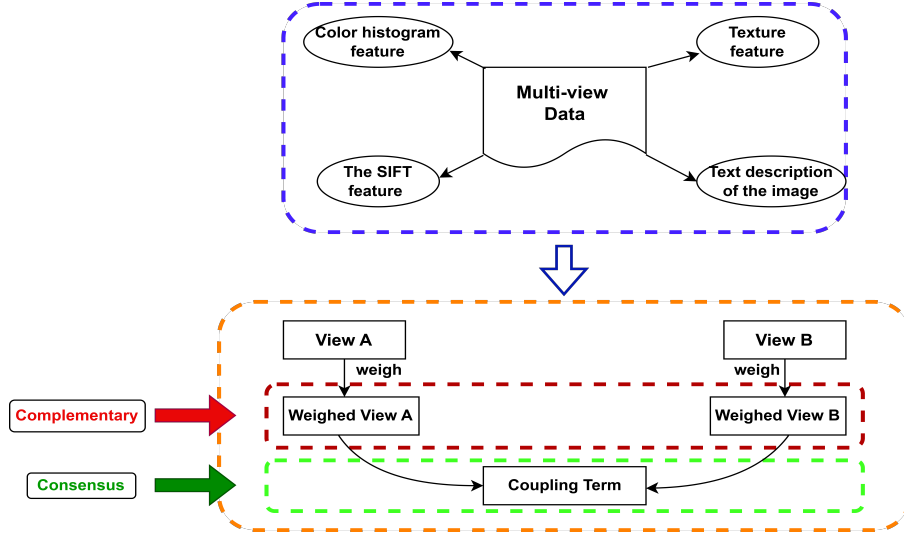 Color histogram
feature
Texture
feature
Multi-view
Data
The SIFT
feature
Text description
of the image
View A
View B
weigh
weigh
Complementary
Weighed View A
Weighed View B
Consensus
Coupling Term